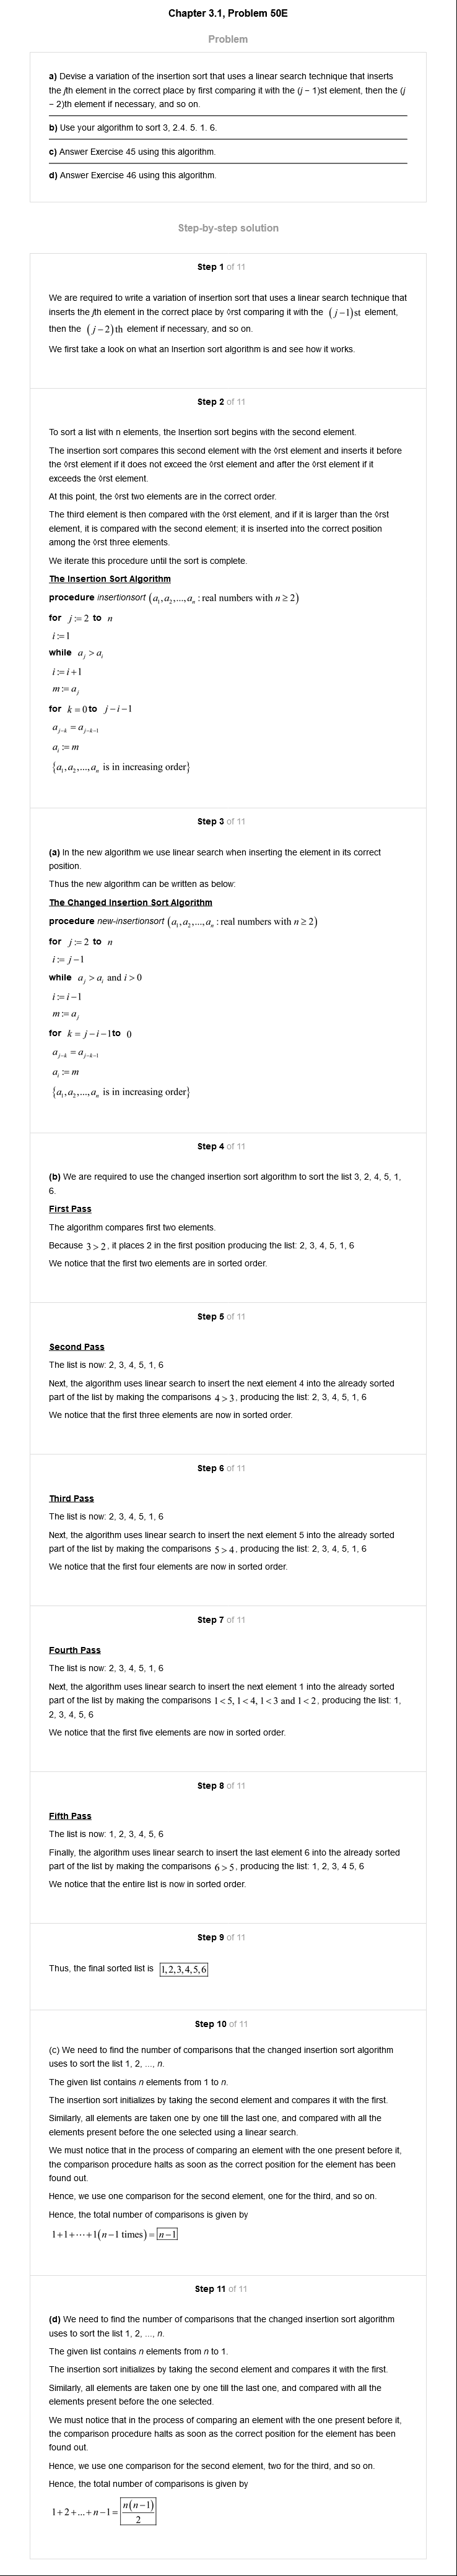 Chapter 3.1, Problem 50E
Problem
a) Devise a variation of the insertion sort that uses a linear search technique that inserts
the jth element in the correct place by first comparing it with the (j − 1)st element, then the (j
− 2)th element if necessary, and so on.
b) Use your algorithm to sort 3, 2.4. 5. 1. 6.
c) Answer Exercise 45 using this algorithm.
d) Answer Exercise 46 using this algorithm.
Step-by-step solution
Step 1 of 11
We are required to write a variation of insertion sort that uses a linear search technique that
inserts the jth element in the correct place by ◊rst comparing it with the (j−1)st element,
then the (j−2)th element if necessary, and so on.
We first take a look on what an Insertion sort algorithm is and see how it works.
Step 2 of 11
To sort a list with n elements, the Insertion sort begins with the second element.
The insertion sort compares this second element with the ◊rst element and inserts it before
the ◊rst element if it does not exceed the ◊rst element and after the ◊rst element if it
exceeds the ◊rst element.
At this point, the ◊rst two elements are in the correct order.
The third element is then compared with the ◊rst element, and if it is larger than the ◊rst
element, it is compared with the second element; it is inserted into the correct position
among the ◊rst three elements.
We iterate this procedure until the sort is complete.
The Insertion Sort Algorithm
procedure insertionsort (a₁,a₂,...,aₙ : real numbers with n ≥ 2)
for j := 2 to n
i := 1
while a_j > a_i
i := i+1
m := a_j
for k = 0 to j−i−1
a_{j−k} = a_{j−k−1}
a_i := m
{a₁,a₂,...,aₙ is in increasing order}
Step 3 of 11
(a) In the new algorithm we use linear search when inserting the element in its correct
position.
Thus the new algorithm can be written as below:
The Changed Insertion Sort Algorithm
procedure new-insertionsort (a₁,a₂,...,aₙ : real numbers with n ≥ 2)
for j := 2 to n
i := j−1
while a_j > a_i and i > 0
i := i−1
m := a_j
for k = j−i−1 to 0
a_{j−k} = a_{j−k−1}
a_i := m
{a₁,a₂,...,aₙ is in increasing order}
Step 4 of 11
(b) We are required to use the changed insertion sort algorithm to sort the list 3, 2, 4, 5, 1,
6.
First Pass
The algorithm compares first two elements.
Because 3 > 2, it places 2 in the first position producing the list: 2, 3, 4, 5, 1, 6
We notice that the first two elements are in sorted order.
Step 5 of 11
Second Pass
The list is now: 2, 3, 4, 5, 1, 6
Next, the algorithm uses linear search to insert the next element 4 into the already sorted
part of the list by making the comparisons 4 > 3, producing the list: 2, 3, 4, 5, 1, 6
We notice that the first three elements are now in sorted order.
Step 6 of 11
Third Pass
The list is now: 2, 3, 4, 5, 1, 6
Next, the algorithm uses linear search to insert the next element 5 into the already sorted
part of the list by making the comparisons 5 > 4, producing the list: 2, 3, 4, 5, 1, 6
We notice that the first four elements are now in sorted order.
Step 7 of 11
Fourth Pass
The list is now: 2, 3, 4, 5, 1, 6
Next, the algorithm uses linear search to insert the next element 1 into the already sorted
part of the list by making the comparisons 1 < 5, 1 < 4, 1 < 3 and 1 < 2, producing the list: 1,
2, 3, 4, 5, 6
We notice that the first five elements are now in sorted order.
Step 8 of 11
Fifth Pass
The list is now: 1, 2, 3, 4, 5, 6
Finally, the algorithm uses linear search to insert the last element 6 into the already sorted
part of the list by making the comparisons 6 > 5, producing the list: 1, 2, 3, 4 5, 6
We notice that the entire list is now in sorted order.
Step 9 of 11
Thus, the final sorted list is 1,2,3,4,5,6
Step 10 of 11
(c) We need to find the number of comparisons that the changed insertion sort algorithm
uses to sort the list 1, 2, ..., n.
The given list contains n elements from 1 to n.
The insertion sort initializes by taking the second element and compares it with the first.
Similarly, all elements are taken one by one till the last one, and compared with all the
elements present before the one selected using a linear search.
We must notice that in the process of comparing an element with the one present before it,
the comparison procedure halts as soon as the correct position for the element has been
found out.
Hence, we use one comparison for the second element, one for the third, and so on.
Hence, the total number of comparisons is given by
1+1+⋯+1(n−1 times) = n−1
Step 11 of 11
(d) We need to find the number of comparisons that the changed insertion sort algorithm
uses to sort the list 1, 2, ..., n.
The given list contains n elements from n to 1.
The insertion sort initializes by taking the second element and compares it with the first.
Similarly, all elements are taken one by one till the last one, and compared with all the
elements present before the one selected.
We must notice that in the process of comparing an element with the one present before it,
the comparison procedure halts as soon as the correct position for the element has been
found out.
Hence, we use one comparison for the second element, two for the third, and so on.
Hence, the total number of comparisons is given by
1+2+...+n−1 = n(n−1)/2